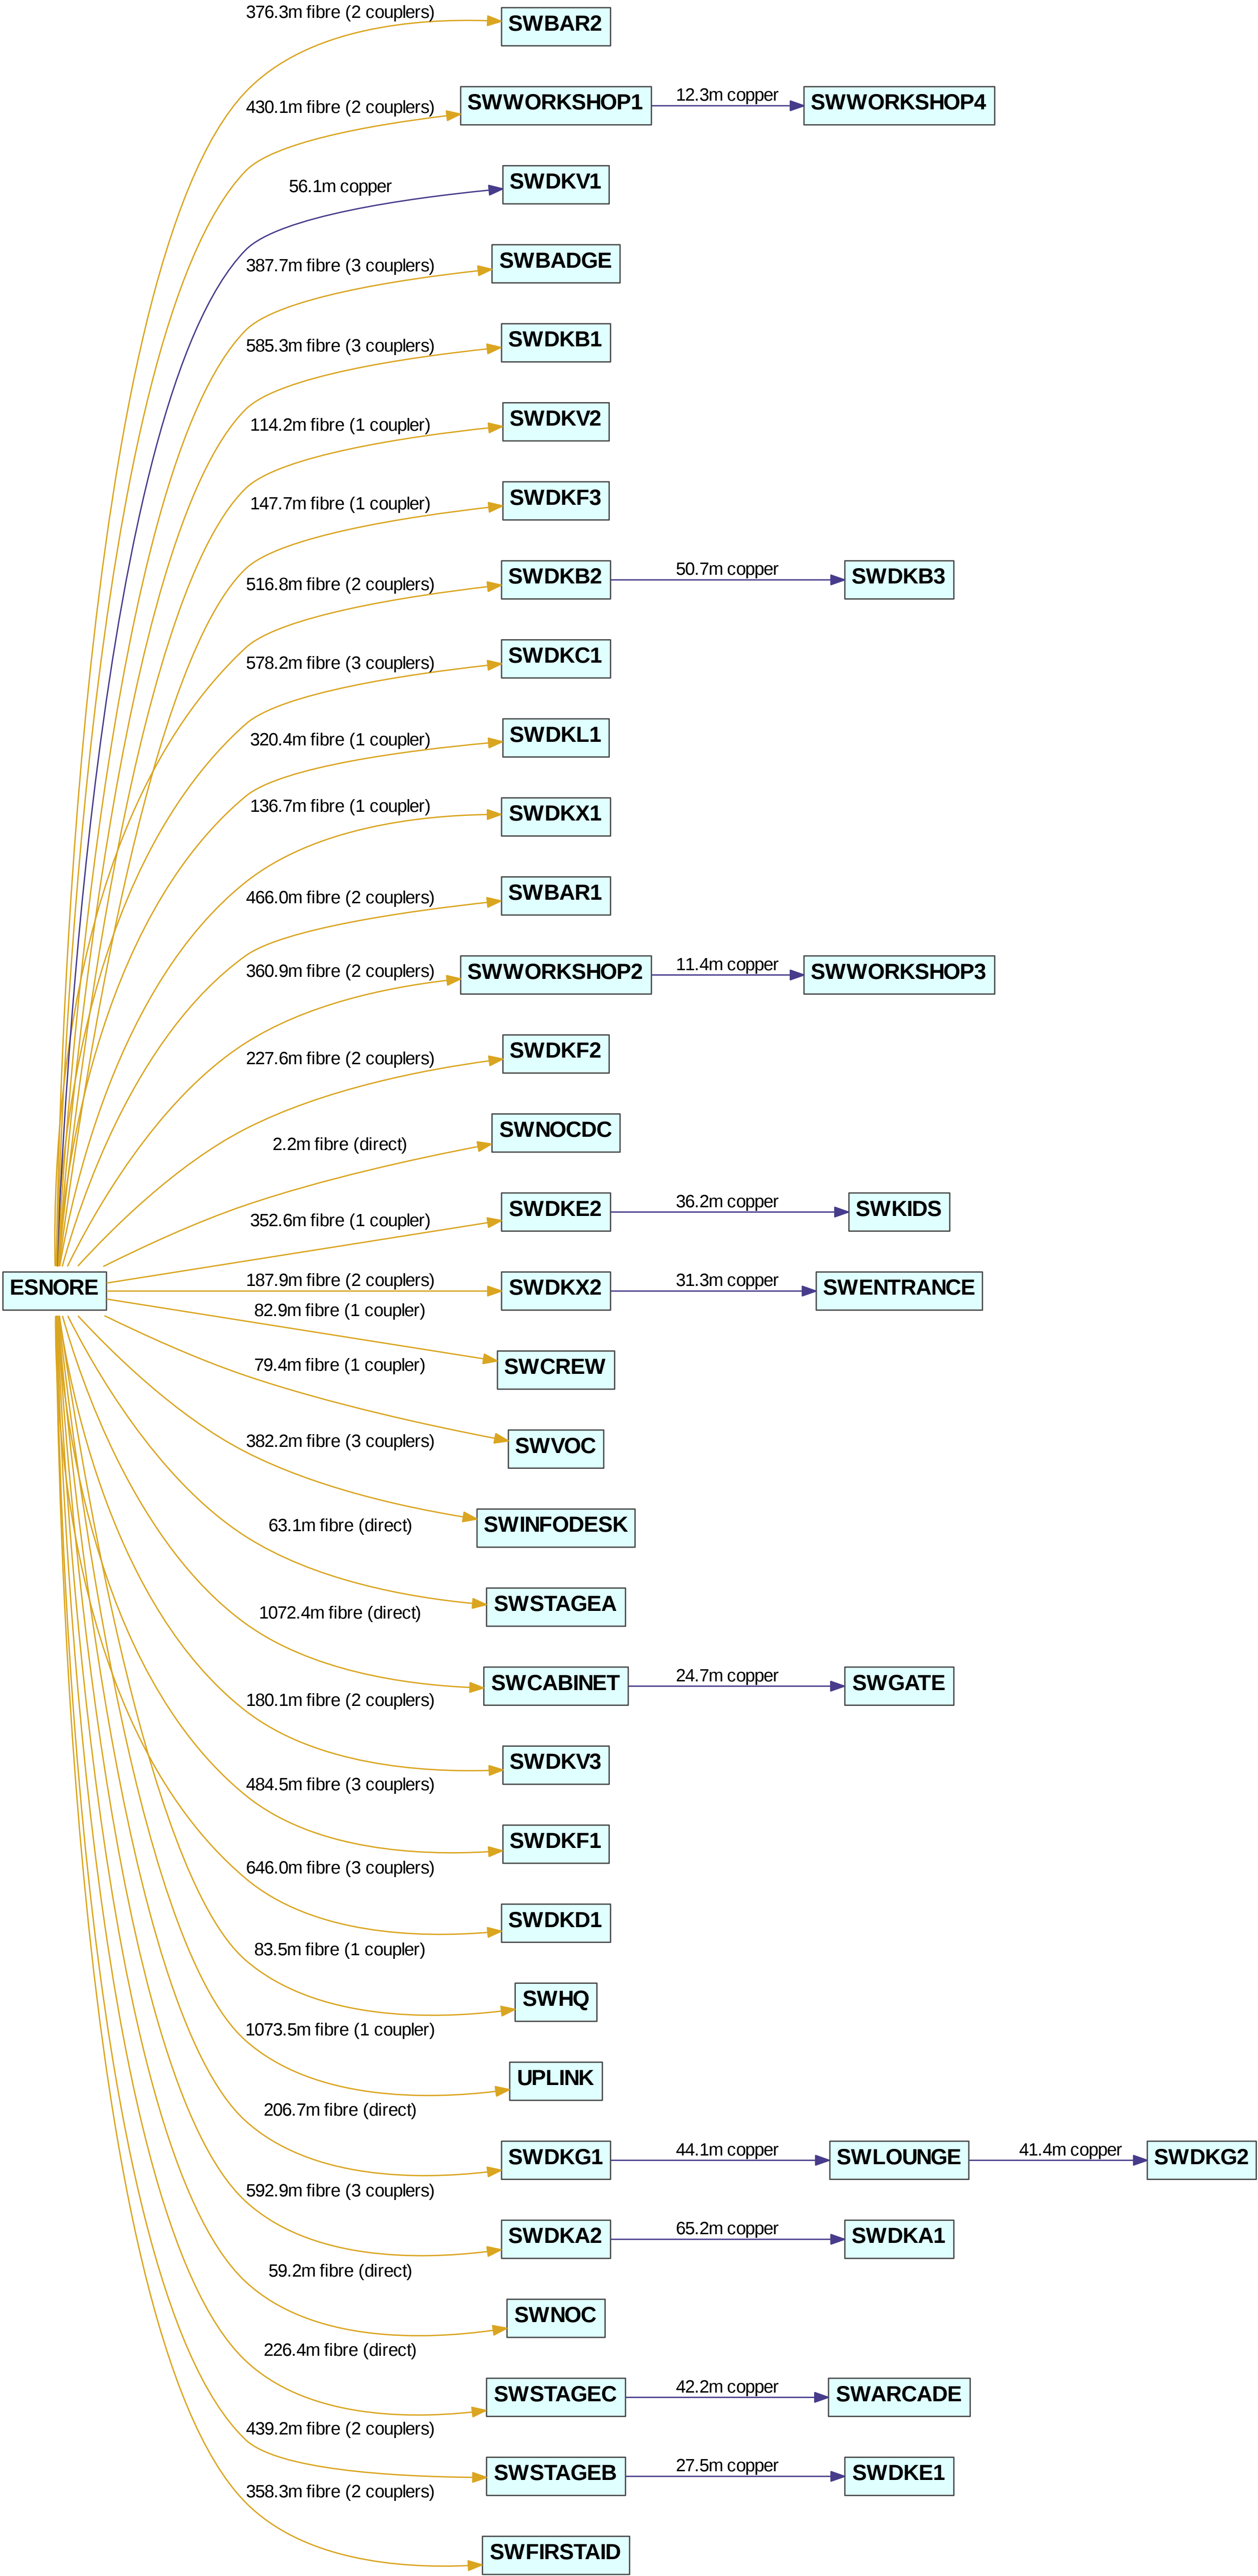 376.3m fibre (2 couplers)
SWBAR2
430.1m fibre (2 couplers)
SWWORKSHOP1
12.3m copper
SWWORKSHOP4
56.1m copper
SWDKV1
387.7m fibre (3 couplers)
SWBADGE
585.3m fibre (3 couplers)
SWDKB1
114.2m fibre (1 coupler)
SWDKV2
147.7m fibre (1 coupler)
SWDKF3
516.8m fibre (2 couplers)
SWDKB2
50.7m copper
SWDKB3
578.2m fibre (3 couplers)
SWDKC1
320.4m fibre (1 coupler)
SWDKL1
136.7m fibre (1 coupler)
SWDKX1
466.0m fibre (2 couplers)
SWBAR1
360.9m fibre (2 couplers)
SWWORKSHOP2
11.4m copper
SWWORKSHOP3
227.6m fibre (2 couplers)
SWDKF2
2.2m fibre (direct)
SWNOCDC
352.6m fibre (1 coupler)
SWDKE2
36.2m copper
SWKIDS
ESNORE
187.9m fibre (2 couplers)
SWDKX2
31.3m copper
SWENTRANCE
82.9m fibre (1 coupler)
SWCREW
79.4m fibre (1 coupler)
SWVOC
382.2m fibre (3 couplers)
SWINFODESK
63.1m fibre (direct)
SWSTAGEA
1072.4m fibre (direct)
SWCABINET
24.7m copper
SWGATE
180.1m fibre (2 couplers)
SWDKV3
484.5m fibre (3 couplers)
SWDKF1
646.0m fibre (3 couplers)
SWDKD1
83.5m fibre (1 coupler)
SWHQ
1073.5m fibre (1 coupler)
UPLINK
206.7m fibre (direct)
SWDKG1
44.1m copper
SWLOUNGE
41.4m copper
SWDKG2
592.9m fibre (3 couplers)
SWDKA2
65.2m copper
SWDKA1
59.2m fibre (direct)
SWNOC
226.4m fibre (direct)
SWSTAGEC
42.2m copper
SWARCADE
439.2m fibre (2 couplers)
SWSTAGEB
27.5m copper
SWDKE1
358.3m fibre (2 couplers)
SWFIRSTAID